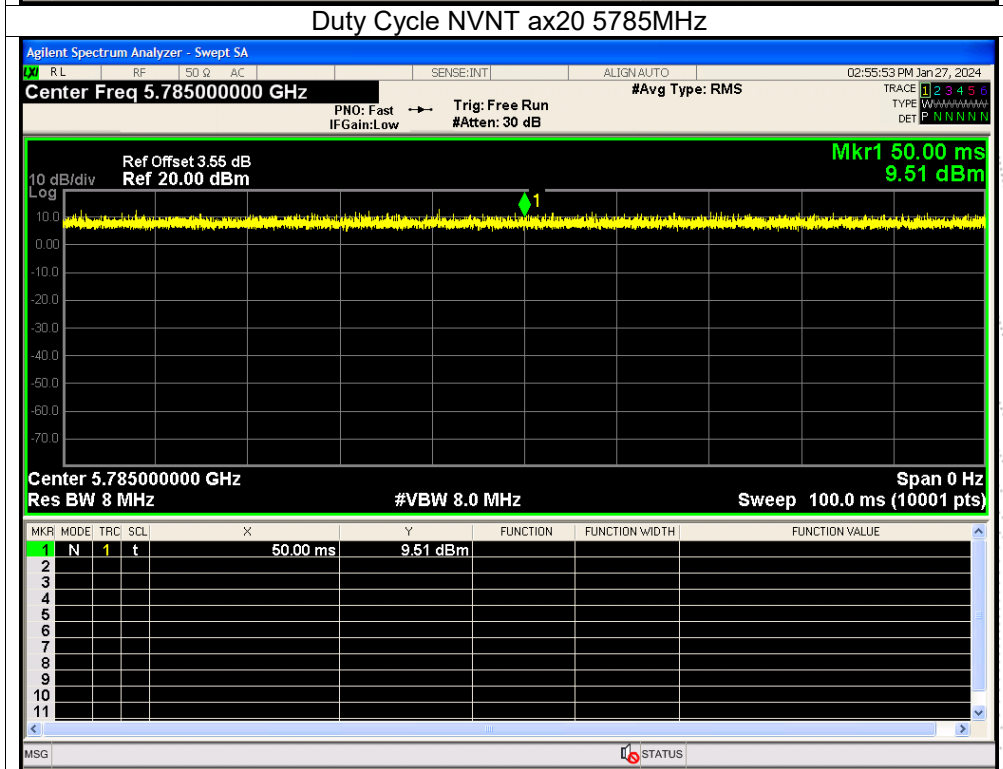 Duty Cycle NVNT ax20 5785MHz
Agilent Spectrum Analyzer - Swept SA
LXI RL RF 50 Ω AC SENSE:INT ALIGN AUTO 02:55:53 PM Jan 27, 2024
Center Freq 5.785000000 GHz #Avg Type: RMS TRACE 1 2 3 4 5 6
PNO: Fast Trig: Free Run TYPE WWWWWW
IFGain:Low #Atten: 30 dB DET P N N N N N
Mkr1 50.00 ms
Ref Offset 3.55 dB
10 dB/div Ref 20.00 dBm 9.51 dBm
Log
1
10.0
0.00
-10.0
-20.0
-30.0
-40.0
-50.0
-60.0
-70.0
Center 5.785000000 GHz Span 0 Hz
Res BW 8 MHz #VBW 8.0 MHz Sweep 100.0 ms (10001 pts)
MKR MODE TRC SCL X Y FUNCTION FUNCTION WIDTH FUNCTION VALUE
1 N 1 t 50.00 ms 9.51 dBm
2
3
4
5
6
7
8
9
10
11
MSG STATUS